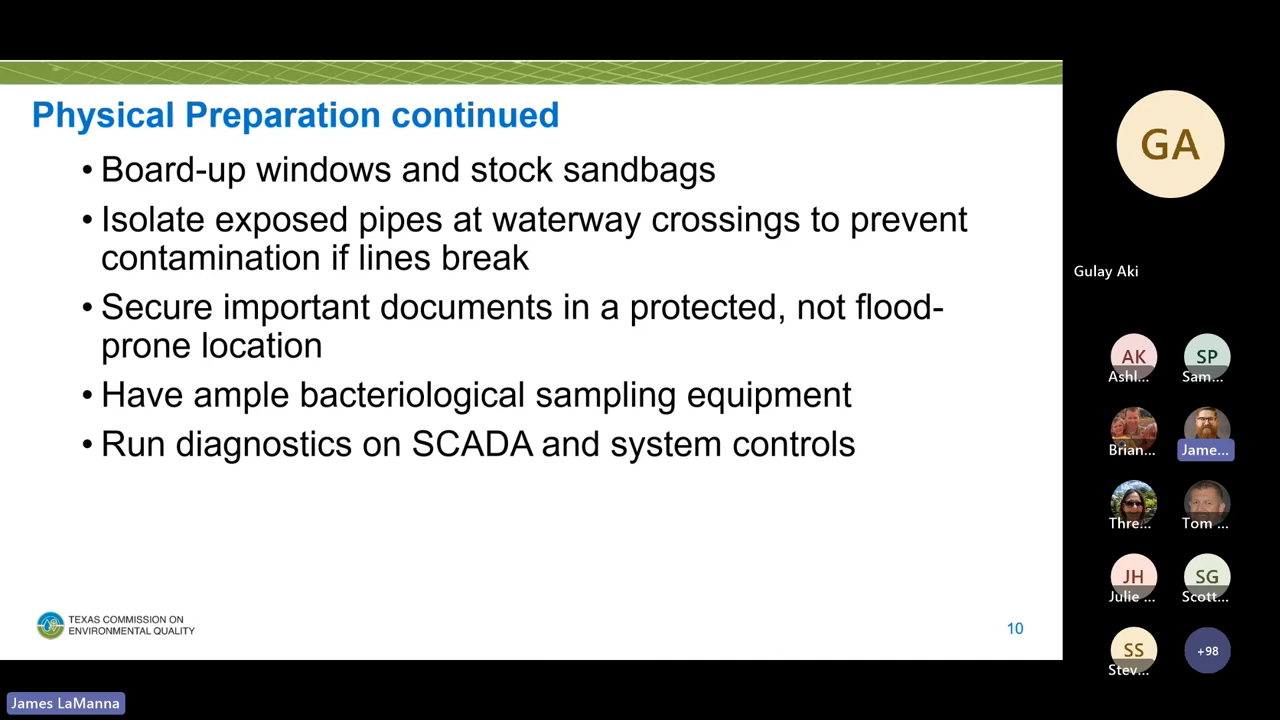 Physical Preparation continued
• Board-up windows and stock sandbags
• Isolate exposed pipes at waterway crossings to prevent
contamination if lines break
• Secure important documents in a protected, not flood-
prone location
• Have ample bacteriological sampling equipment
• Run diagnostics on SCADA and system controls
TEXAS COMMISSION ON
ENVIRONMENTAL QUALITY
10
GA
Gulay Aki
AK
Ashl...
SP
Sam...
Brian...
Jame...
Thre...
Tom ...
JH
Julie ...
SG
Scott...
SS
Stev...
+98
James LaManna